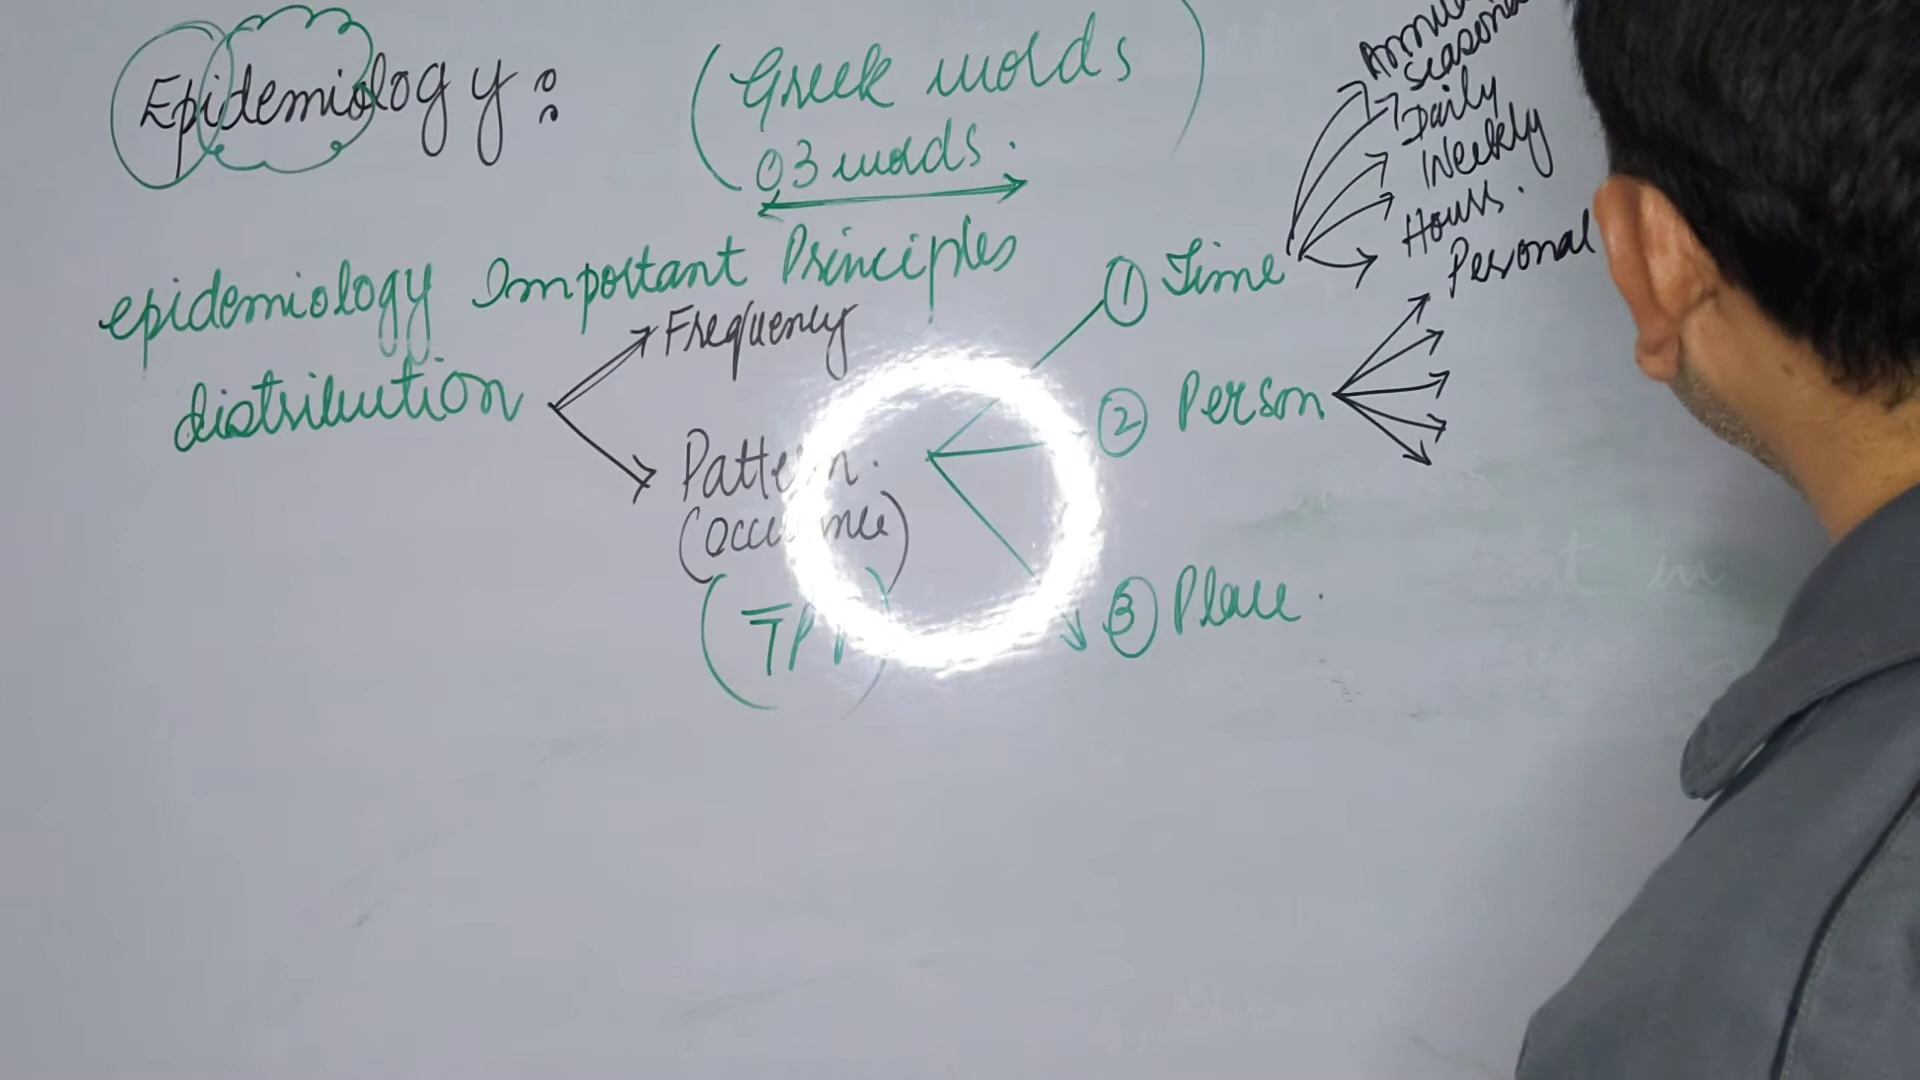 Epidemiology:
(Greek words)
03 words.
epidemiology Important Principles
distribution
Frequency
Pattern.
(TPP)
① Time
Seasonal
Daily
Weekly
Hours.
② Person
Personal
③ Place.